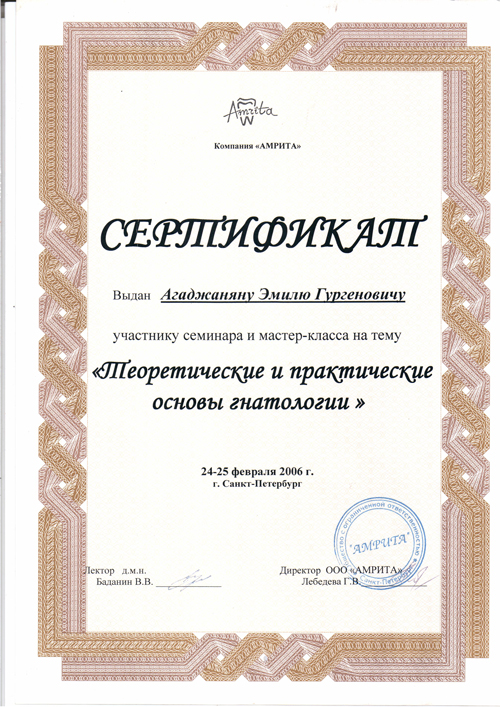 Amrita
Компания «АМРИТА»
СЕРТИФИКАТ
Выдан Агаджаняну Эмилю Гургеновичу
участнику семинара и мастер-класса на тему
«Теоретические и практические
основы гнатологии »
24-25 февраля 2006 г.
г. Санкт-Петербург
общество с ограниченной ответственностью
"АМРИТА"
Санкт-Петербург
Лектор д.м.н.
Баданин В.В.
Директор ООО «АМРИТА»
Лебедева Г.В.